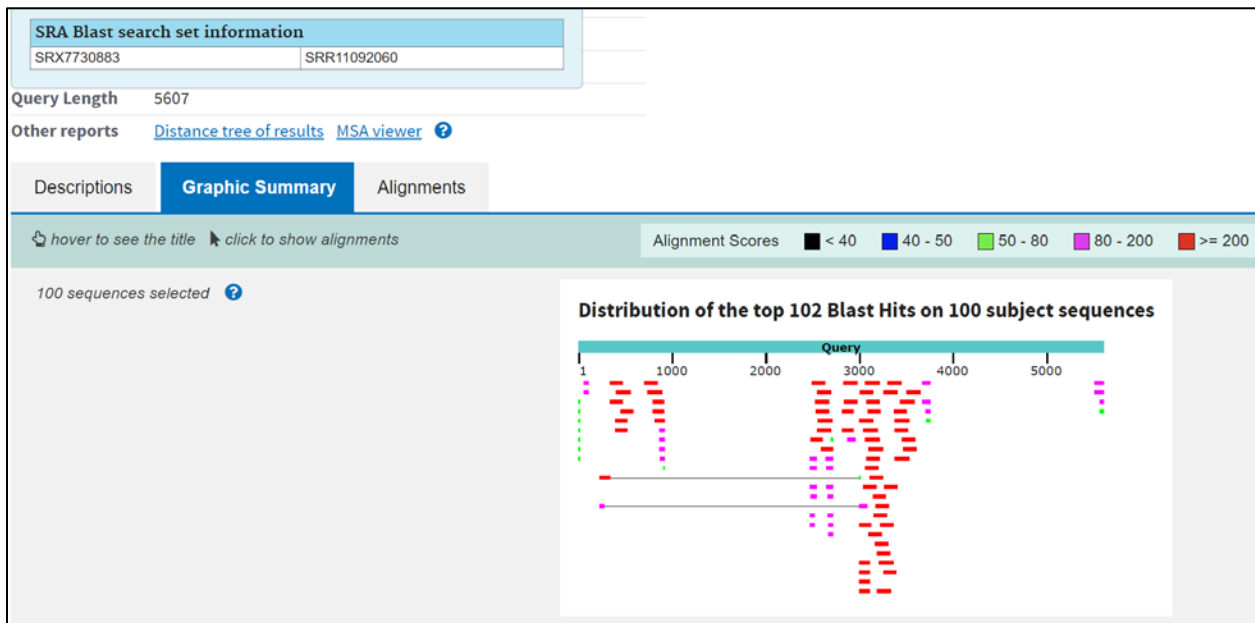 SRA Blast search set information
SRX7730883 SRR11092060
Query Length 5607
Other reports Distance tree of results MSA viewer ?
Descriptions Graphic Summary Alignments
hover to see the title click to show alignments Alignment Scores < 40 40 - 50 50 - 80 80 - 200 >= 200
100 sequences selected ?
Distribution of the top 102 Blast Hits on 100 subject sequences
Query
1 1000 2000 3000 4000 5000